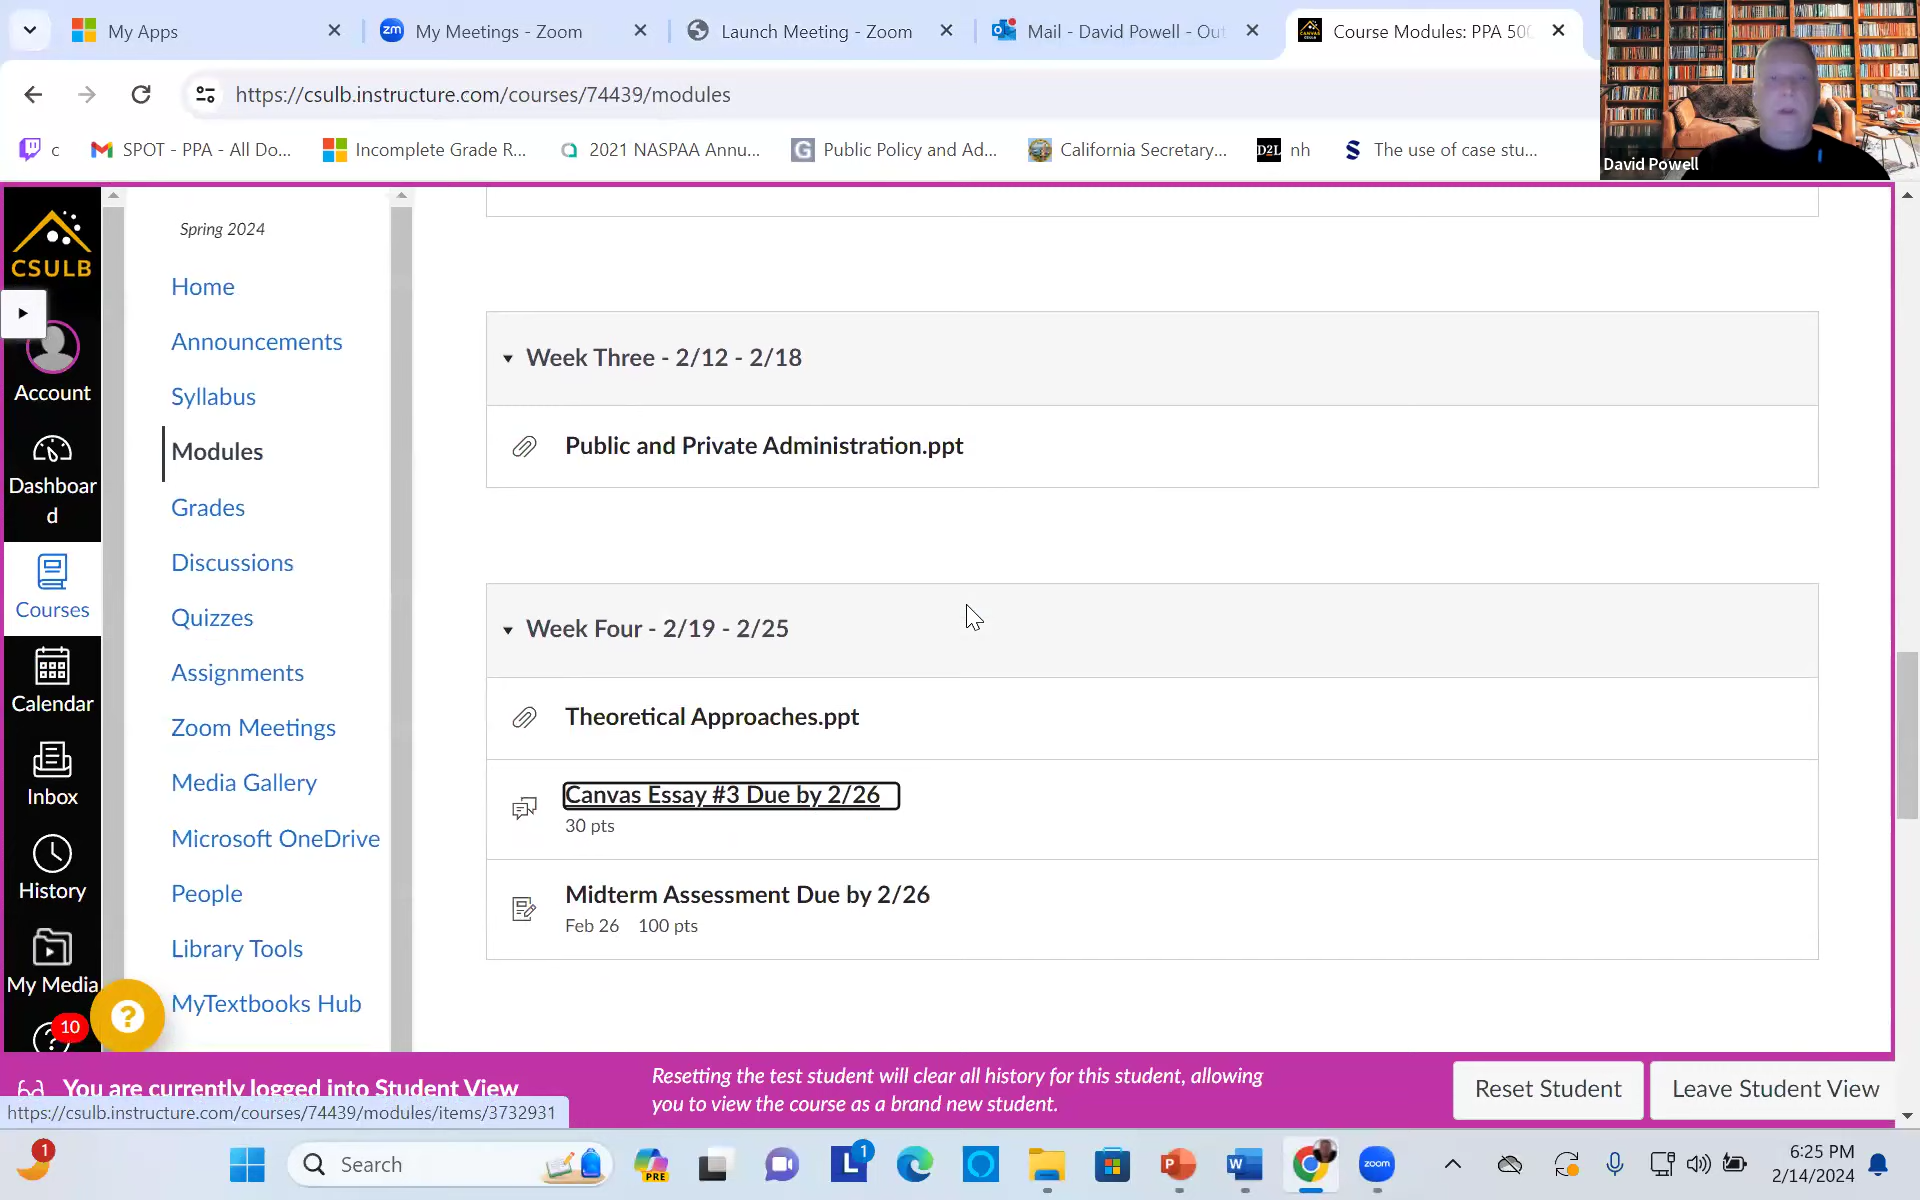 My Apps
zm My Meetings - Zoom
Launch Meeting - Zoom
Mail - David Powell - Out
Course Modules: PPA 500
https://csulb.instructure.com/courses/74439/modules
c
SPOT - PPA - All Do...
Incomplete Grade R...
2021 NASPAA Annu...
G Public Policy and Ad...
California Secretary...
D2L nh
S The use of case stu...
David Powell
CSULB
Account
Dashboar
d
Courses
Calendar
Inbox
History
My Media
10
?
Spring 2024
Home
Announcements
Syllabus
Modules
Grades
Discussions
Quizzes
Assignments
Zoom Meetings
Media Gallery
Microsoft OneDrive
People
Library Tools
MyTextbooks Hub
Week Three - 2/12 - 2/18
Public and Private Administration.ppt
Week Four - 2/19 - 2/25
Theoretical Approaches.ppt
Canvas Essay #3 Due by 2/26
30 pts
Midterm Assessment Due by 2/26
Feb 26 100 pts
You are currently logged into Student View
https://csulb.instructure.com/courses/74439/modules/items/3732931
Resetting the test student will clear all history for this student, allowing
you to view the course as a brand new student.
Reset Student
Leave Student View
1
Search
PRE
L 1
P
W
zoom
6:25 PM
2/14/2024